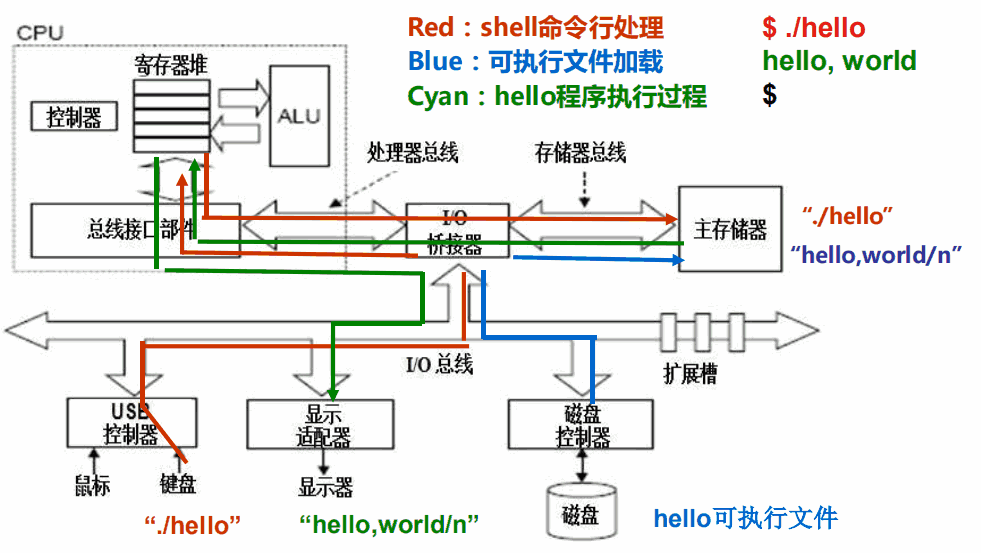 CPU
Red：shell命令行处理
$ ./hello
Blue：可执行文件加载
hello, world
Cyan：hello程序执行过程
$
寄存器堆
控制器
ALU
处理器总线
存储器总线
总线接口部件
I/O
桥接器
主存储器
“./hello”
“hello,world/n”
I/O 总线
扩展槽
USB
控制器
显示
适配器
磁盘
控制器
鼠标
键盘
显示器
磁盘
“./hello”
“hello,world/n”
hello可执行文件